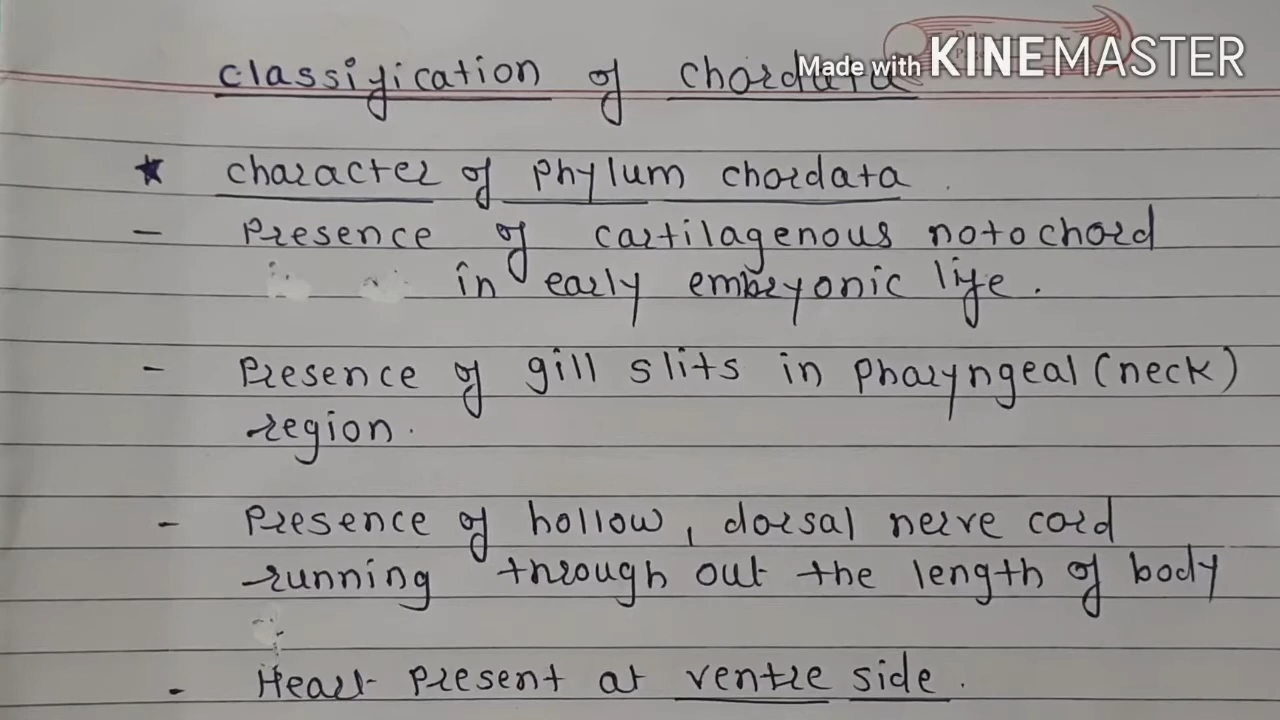 Made with KINEMASTER
classification of chordata
★ character of phylum chordata .
- Presence of cartilagenous notochord
in early embryonic life.
- Presence of gill slits in pharyngeal (neck)
region.
- Presence of hollow, dorsal nerve cord
running through out the length of body
- Heart present at ventre side.